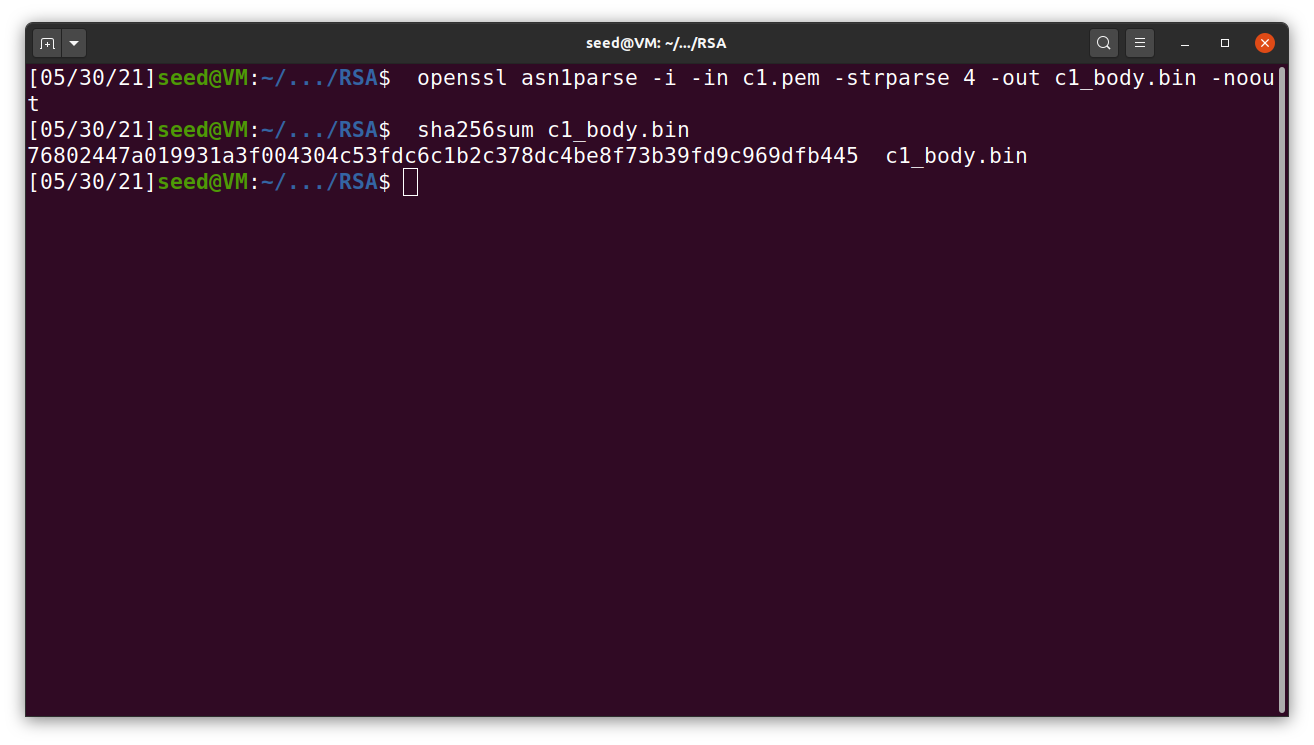 seed@VM: ~/.../RSA
[05/30/21]seed@VM:~/.../RSA$  openssl asn1parse -i -in c1.pem -strparse 4 -out c1_body.bin -noou
t
[05/30/21]seed@VM:~/.../RSA$  sha256sum c1_body.bin
76802447a019931a3f004304c53fdc6c1b2c378dc4be8f73b39fd9c969dfb445  c1_body.bin
[05/30/21]seed@VM:~/.../RSA$